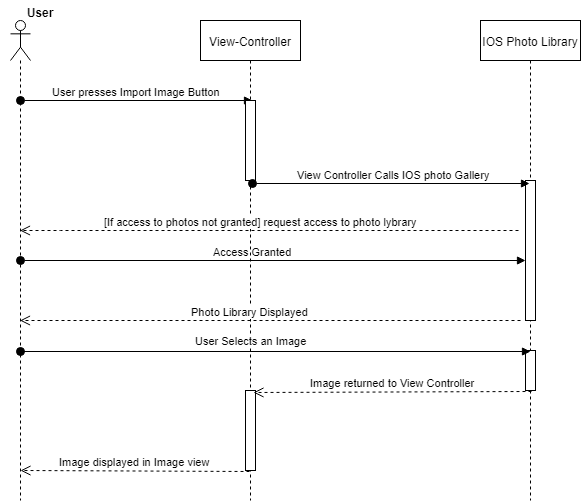 User
View-Controller
IOS Photo Library
User presses Import Image Button
View Controller Calls IOS photo Gallery
[If access to photos not granted] request access to photo lybrary
Access Granted
Photo Library Displayed
User Selects an Image
Image returned to View Controller
Image displayed in Image view